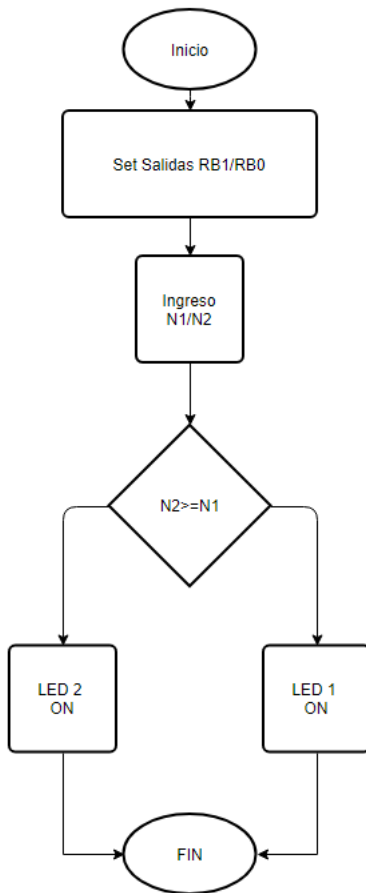 Inicio
Set Salidas RB1/RB0
Ingreso
N1/N2
N2>=N1
LED 2
ON
LED 1
ON
FIN